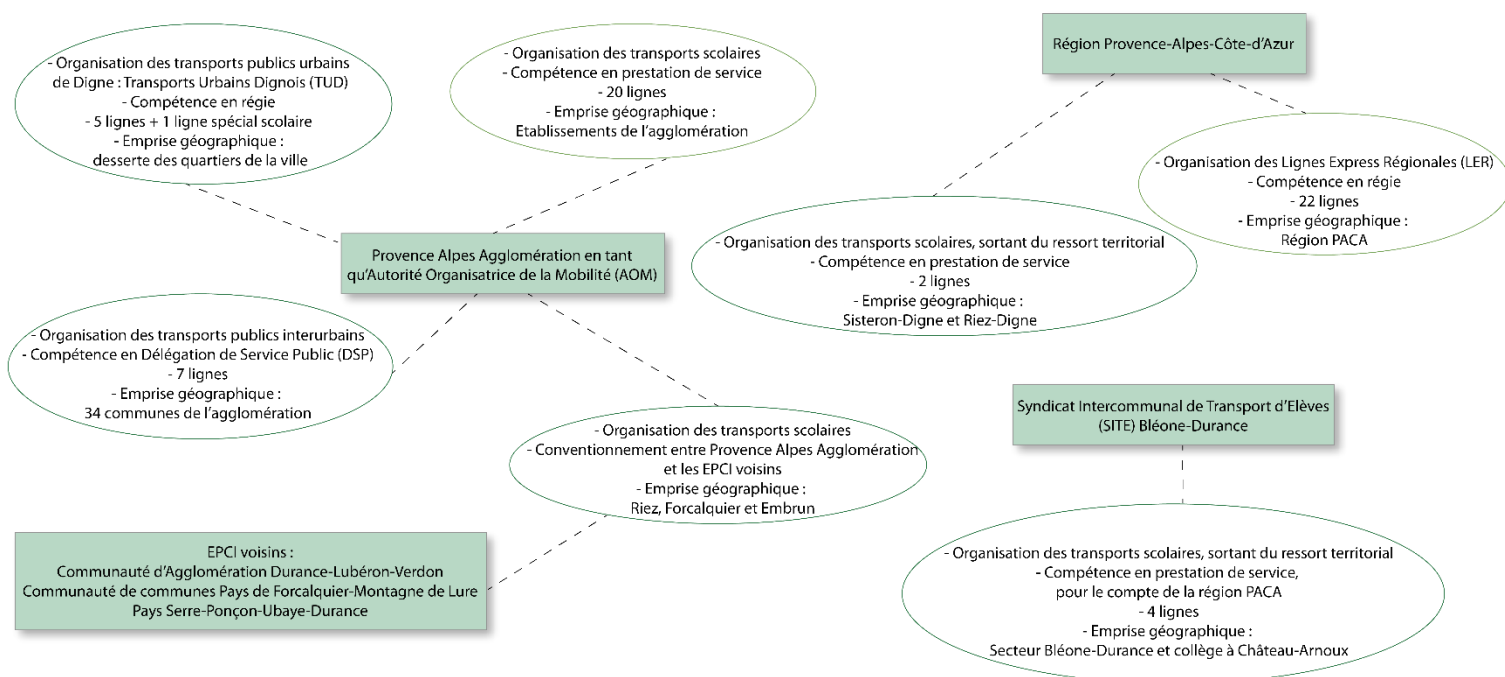 - Organisation des transports publics urbains
de Digne : Transports Urbains Dignois (TUD)
- Compétence en régie
- 5 lignes + 1 ligne spécial scolaire
- Emprise géographique :
desserte des quartiers de la ville
- Organisation des transports scolaires
- Compétence en prestation de service
- 20 lignes
- Emprise géographique :
Etablissements de l'agglomération
Région Provence-Alpes-Côte-d'Azur
- Organisation des Lignes Express Régionales (LER)
- Compétence en régie
- 22 lignes
- Emprise géographique :
Région PACA
Provence Alpes Agglomération en tant
qu'Autorité Organisatrice de la Mobilité (AOM)
- Organisation des transports scolaires, sortant du ressort territorial
- Compétence en prestation de service
- 2 lignes
- Emprise géographique :
Sisteron-Digne et Riez-Digne
- Organisation des transports publics interurbains
- Compétence en Délégation de Service Public (DSP)
- 7 lignes
- Emprise géographique :
34 communes de l'agglomération
- Organisation des transports scolaires
- Conventionnement entre Provence Alpes Agglomération
et les EPCI voisins
- Emprise géographique :
Riez, Forcalquier et Embrun
Syndicat Intercommunal de Transport d'Elèves
(SITE) Bléone-Durance
EPCI voisins :
Communauté d'Agglomération Durance-Lubéron-Verdon
Communauté de communes Pays de Forcalquier-Montagne de Lure
Pays Serre-Ponçon-Ubaye-Durance
- Organisation des transports scolaires, sortant du ressort territorial
- Compétence en prestation de service,
pour le compte de la région PACA
- 4 lignes
- Emprise géographique :
Secteur Bléone-Durance et collège à Château-Arnoux